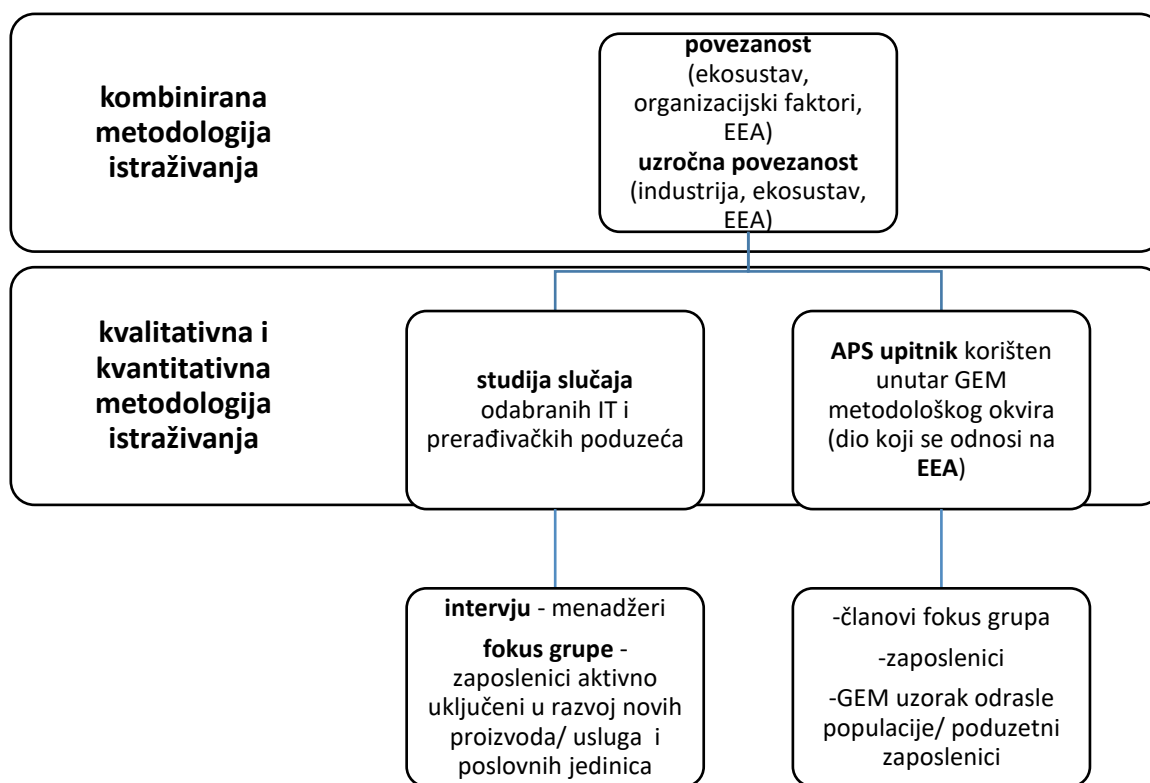 kombinirana
metodologija
istraživanja
povezanost
(ekosustav,
organizacijski faktori,
EEA)
uzročna povezanost
(industrija, ekosustav,
EEA)
kvalitativna i
kvantitativna
metodologija
istraživanja
studija slučaja
odabranih IT i
prerađivačkih poduzeća
APS upitnik korišten
unutar GEM
metodološkog okvira
(dio koji se odnosi na
EEA)
intervju - menadžeri
fokus grupe -
zaposlenici aktivno
uključeni u razvoj novih
proizvoda/ usluga i
poslovnih jedinica
-članovi fokus grupa
-zaposlenici
-GEM uzorak odrasle
populacije/ poduzetni
zaposlenici